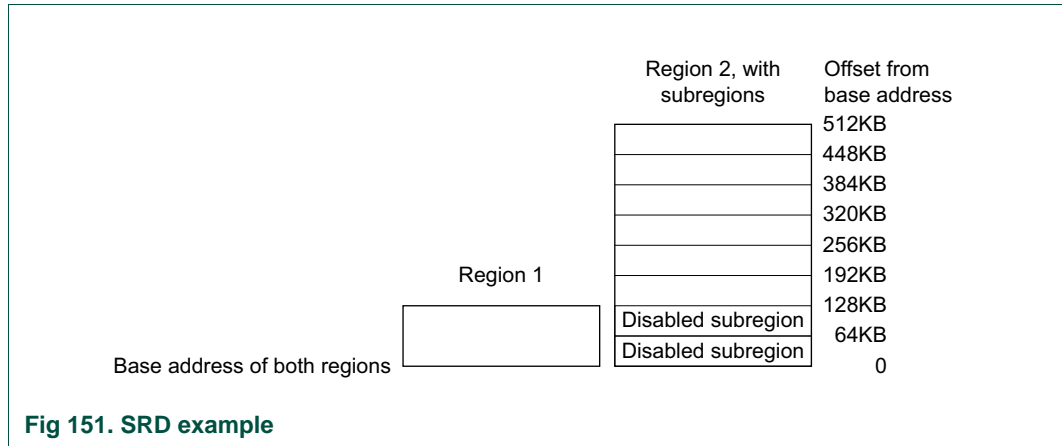 Region 2, with
subregions
Offset from
base address
512KB
448KB
384KB
320KB
256KB
192KB
Region 1
128KB
Disabled subregion
64KB
Disabled subregion
Base address of both regions
0
Fig 151. SRD example